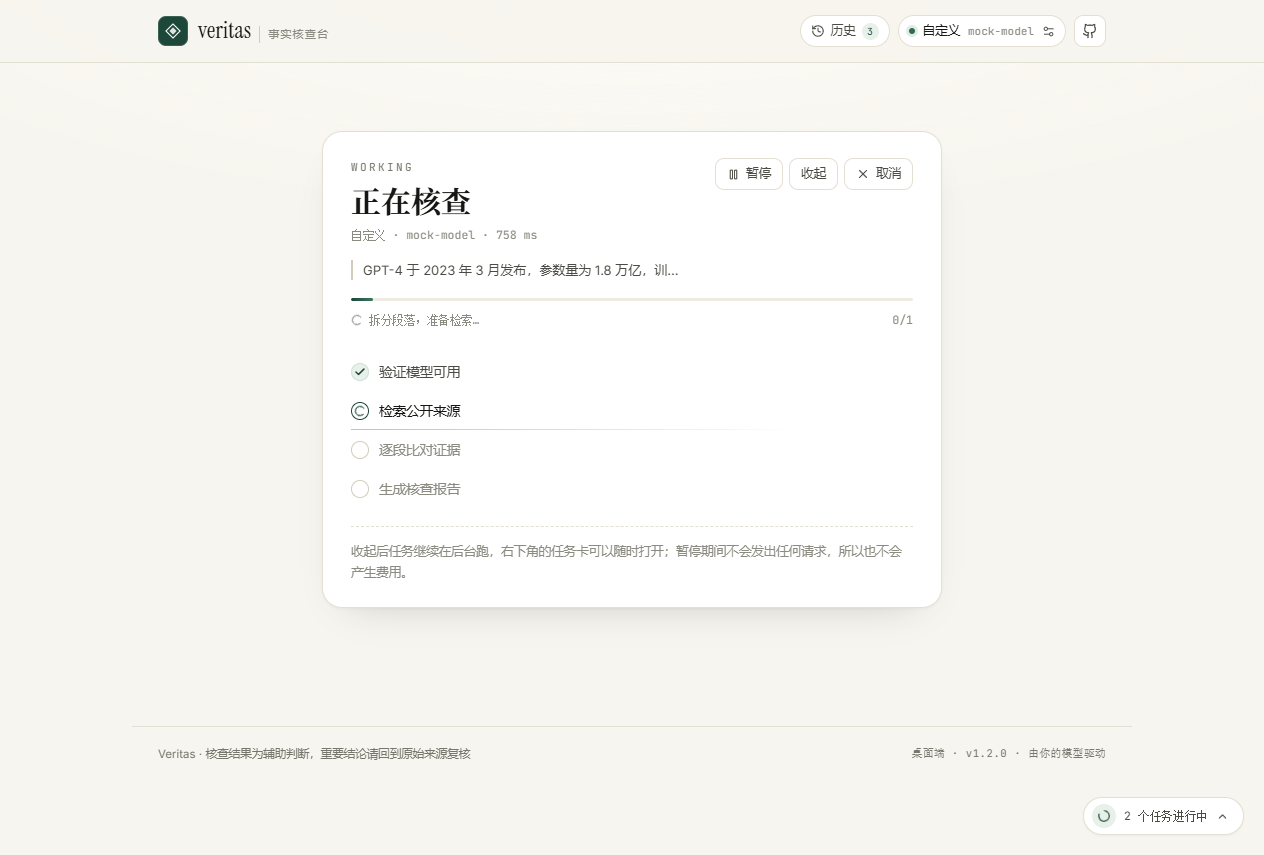 veritas 事实核查台
历史 3
自定义 mock-model
WORKING
暂停
收起
取消
正在核查
自定义 · mock-model · 758 ms
GPT-4 于 2023 年 3 月发布，参数量为 1.8 万亿，训...
拆分段落，准备检索…
0/1
验证模型可用
检索公开来源
逐段比对证据
生成核查报告
收起后任务继续在后台跑，右下角的任务卡可以随时打开；暂停期间不会发出任何请求，所以也不会
产生费用。
Veritas · 核查结果为辅助判断，重要结论请回到原始来源复核
桌面端 · v1.2.0 · 由你的模型驱动
2 个任务进行中